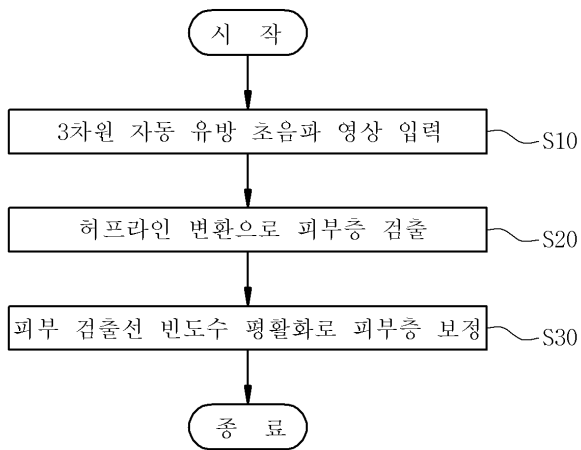 시 작
3차원 자동 유방 초음파 영상 입력
S10
허프라인 변환으로 피부층 검출
S20
피부 검출선 빈도수 평활화로 피부층 보정
S30
종 료